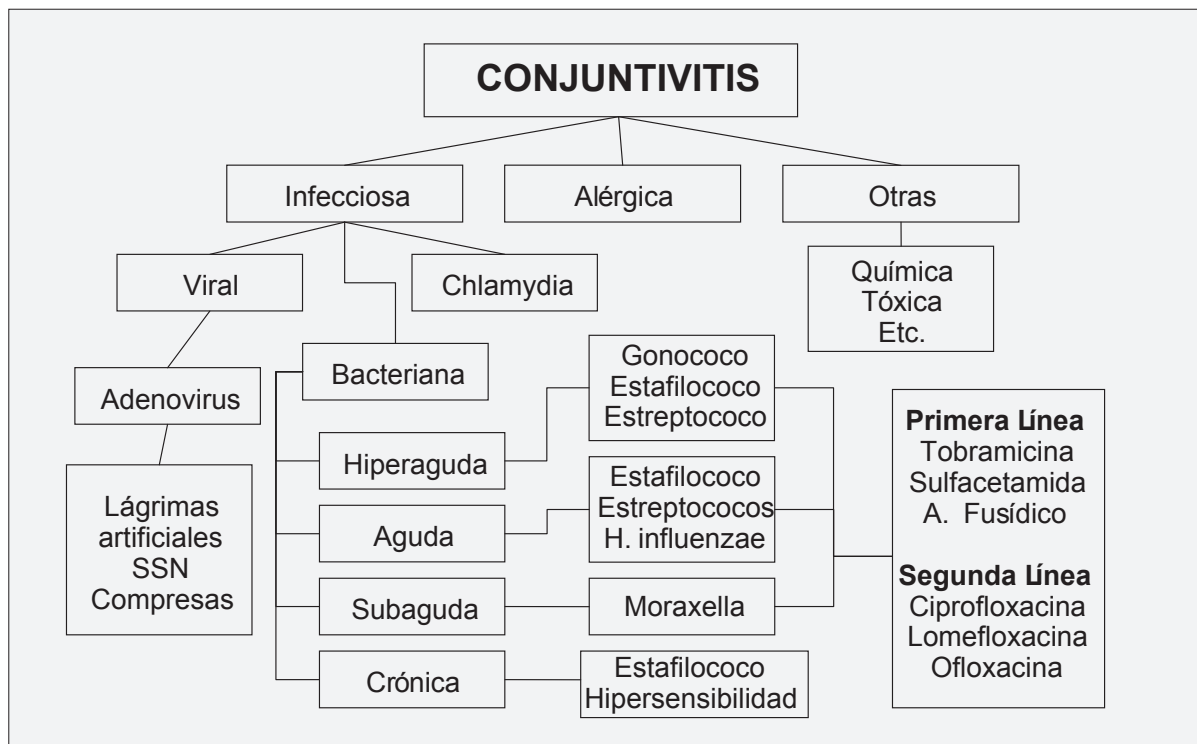 CONJUNTIVITIS
Infecciosa
Alérgica
Otras
Viral
Chlamydia
Química
Tóxica
Etc.
Adenovirus
Bacteriana
Gonococo
Estafilococo
Estreptococo
Lágrimas
artificiales
SSN
Compresas
Hiperaguda
Aguda
Estafilococo
Estreptococos
H. influenzae
Subaguda
Moraxella
Crónica
Estafilococo
Hipersensibilidad
Primera Línea
Tobramicina
Sulfacetamida
A. Fusídico
Segunda Línea
Ciprofloxacina
Lomefloxacina
Ofloxacina